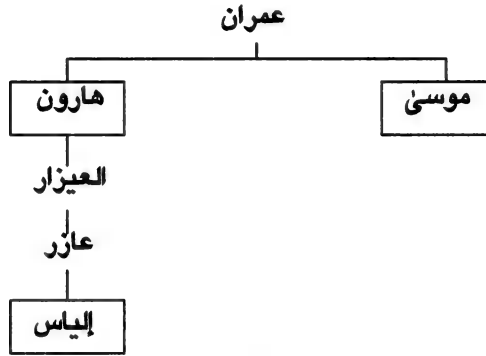 عمران
هارون موسىٰ
العيزار
عازر
إلياس